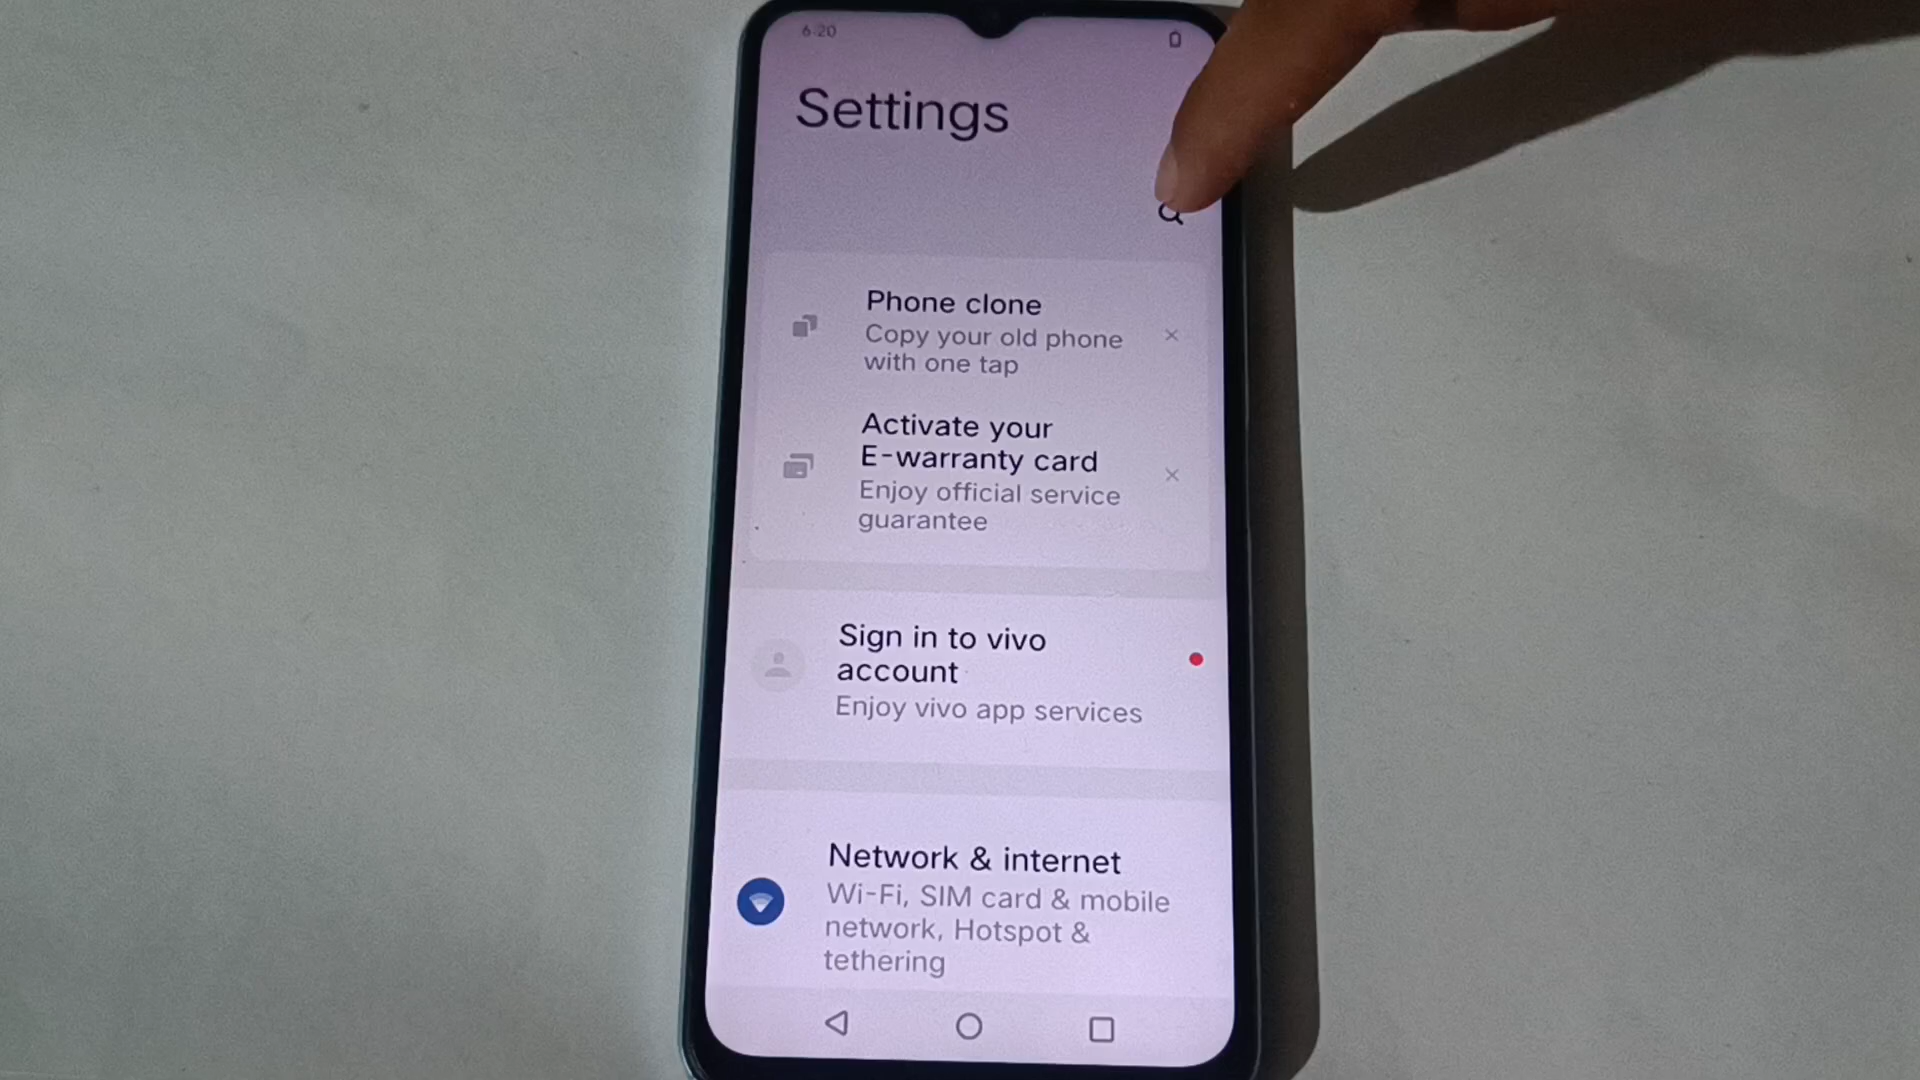 6:20
Settings
Phone clone
Copy your old phone
with one tap
Activate your
E-warranty card
Enjoy official service
guarantee
Sign in to vivo
account
Enjoy vivo app services
Network & internet
Wi-Fi, SIM card & mobile
network, Hotspot &
tethering